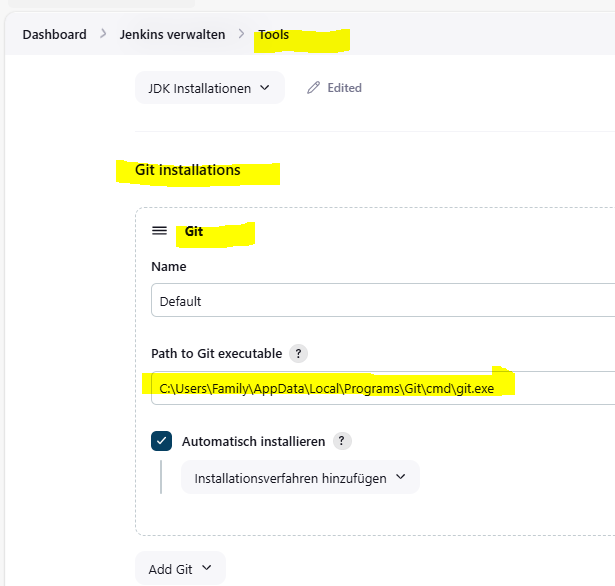 Dashboard > Jenkins verwalten > Tools
JDK Installationen
Edited
Git installations
Git
Name
Default
Path to Git executable ?
C:\Users\Family\AppData\Local\Programs\Git\cmd\git.exe
Automatisch installieren ?
Installationsverfahren hinzufügen
Add Git